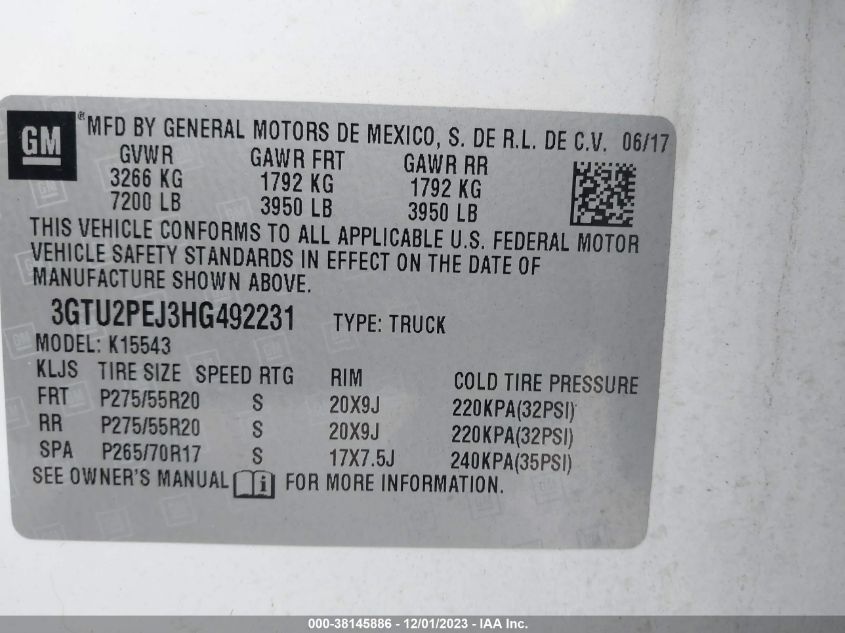 GM ® MFD BY GENERAL MOTORS DE MEXICO, S. DE R.L. DE C.V. 06/17
GVWR GAWR FRT GAWR RR
3266 KG 1792 KG 1792 KG
7200 LB 3950 LB 3950 LB
THIS VEHICLE CONFORMS TO ALL APPLICABLE U.S. FEDERAL MOTOR
VEHICLE SAFETY STANDARDS IN EFFECT ON THE DATE OF
MANUFACTURE SHOWN ABOVE.
3GTU2PEJ3HG492231 TYPE: TRUCK
MODEL: K15543
KLJS TIRE SIZE SPEED RTG RIM COLD TIRE PRESSURE
FRT P275/55R20 S 20X9J 220KPA(32PSI)
RR P275/55R20 S 20X9J 220KPA(32PSI)
SPA P265/70R17 S 17X7.5J 240KPA(35PSI)
SEE OWNER'S MANUAL i FOR MORE INFORMATION.
000-38145886 - 12/01/2023 - IAA Inc.